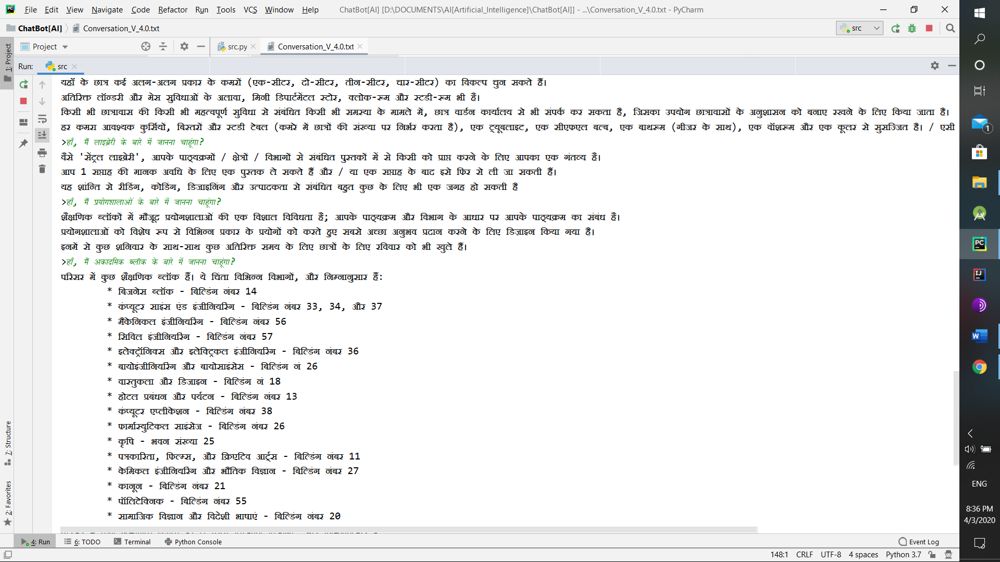 File Edit View Navigate Code Refactor Run Tools VCS Window Help ChatBot[AI] [D:\DOCUMENTS\AI[Artificial_Intelligence]\ChatBot[AI]] - ...\Conversation_V_4.0.txt - PyCharm
ChatBot[AI] Conversation_V_4.0.txt src
Project src.py Conversation_V_4.0.txt
1: Project
Run: src
यहाँ के छात्र कई अलग-अलग प्रकार के कमरों (एक-सीटर, दो-सीटर, तीन-सीटर, चार-सीटर) का विकल्प चुन सकते हैं।
अतिरिक्त लॉन्डरी और मेस सुविधाओं के अलावा, मिनी डिपार्टमेंटल स्टोर, क्लोक-रूम और स्टडी-रूम भी है।
किसी भी छात्रावास की किसी भी महत्वपूर्ण सुविधा से संबंधित किसी भी समस्या के मामले में, छात्र वार्डन कार्यालय से भी संपर्क कर सकता है, जिसका उपयोग छात्रावासों के अनुशासन को बनाए रखने के लिए किया जाता है।
हर कमरा आवश्यक कुर्सियों, बिस्तरों और स्टडी टेबल (कमरे में छात्रों की संख्या पर निर्भर करता है), एक ट्यूबलाइट, एक सीएफएल बल्ब, एक बाथरूम (गीजर के साथ), एक वॉशरूम और एक कूलर से सुसज्जित है। / एसी
>हाँ, मैं लाइब्रेरी के बारे में जानना चाहूंगा?
वैसे 'सेंट्रल लाइब्रेरी', आपके पाठ्यक्रमों / क्षेत्रों / विभागों से संबंधित पुस्तकों में से किसी को प्राप्त करने के लिए आपका एक गंतव्य है।
आप 1 सप्ताह की मानक अवधि के लिए एक पुस्तक ले सकते हैं और / या एक सप्ताह के बाद इसे फिर से ली जा सकती हैं।
यह शांन्ति से रीडिंग, कोडिंग, डिजाइनिंग और उत्पादकता से संबंधित बहुत कुछ के लिए भी एक जगह हो सकती है
>हाँ, मैं प्रयोगशालाओं के बारे में जानना चाहूंगा?
शैक्षणिक ब्लॉकों में मौजूद प्रयोगशालाओं की एक विशाल विविधता है; आपके पाठ्यक्रम और विभाग के आधार पर आपके पाठ्यक्रम का संबंध है।
प्रयोगशालाओं को विशेष रूप से विभिन्न प्रकार के प्रयोगों को करते हुए सबसे अच्छा अनुभव प्रदान करने के लिए डिज़ाइन किया गया है।
इनमें से कुछ शनिवार के साथ-साथ कुछ अतिरिक्त समय के लिए छात्रों के लिए रविवार को भी खुले हैं।
>हाँ, मैं अकादमिक ब्लॉक के बारे में जानना चाहूंगा?
परिसर में कुछ शैक्षणिक ब्लॉक हैं। ये चिंता विभिन्न विभागों, और निम्नानुसार हैं:
* बिजनेस ब्लॉक - बिल्डिंग नंबर 14
* कंप्यूटर साइंस एंड इंजीनियरिंग - बिल्डिंग नंबर 33, 34, और 37
* मैकेनिकल इंजीनियरिंग - बिल्डिंग नंबर 56
* सिविल इंजीनियरिंग - बिल्डिंग नंबर 57
* इलेक्ट्रॉनिक्स और इलेक्ट्रिकल इंजीनियरिंग - बिल्डिंग नंबर 36
* बायोइंजीनियरिंग और बायोसाइंसेस - बिल्डिंग नं 26
* वास्तुकला और डिजाइन - बिल्डिंग नं 18
* होटल प्रबंधन और पर्यटन - बिल्डिंग नंबर 13
* कंप्यूटर एप्लीकेशन - बिल्डिंग नंबर 38
* फार्मास्युटिकल साइंसेज - बिल्डिंग नंबर 26
* कृषि - भवन संख्या 25
* पत्रकारिता, फिल्म्स, और क्रिएटिव आर्ट्स - बिल्डिंग नंबर 11
* केमिकल इंजीनियरिंग और भौतिक विज्ञान - बिल्डिंग नंबर 27
* कानून - बिल्डिंग नंबर 21
* पॉलिटेक्निक - बिल्डिंग नंबर 55
* सामाजिक विज्ञान और विदेशी भाषाएं - बिल्डिंग नंबर 20
7: Structure
2: Favorites
4: Run 6: TODO Terminal Python Console Event Log
148:1 CRLF UTF-8 4 spaces Python 3.7
1
ENG
8:36 PM
4/3/2020